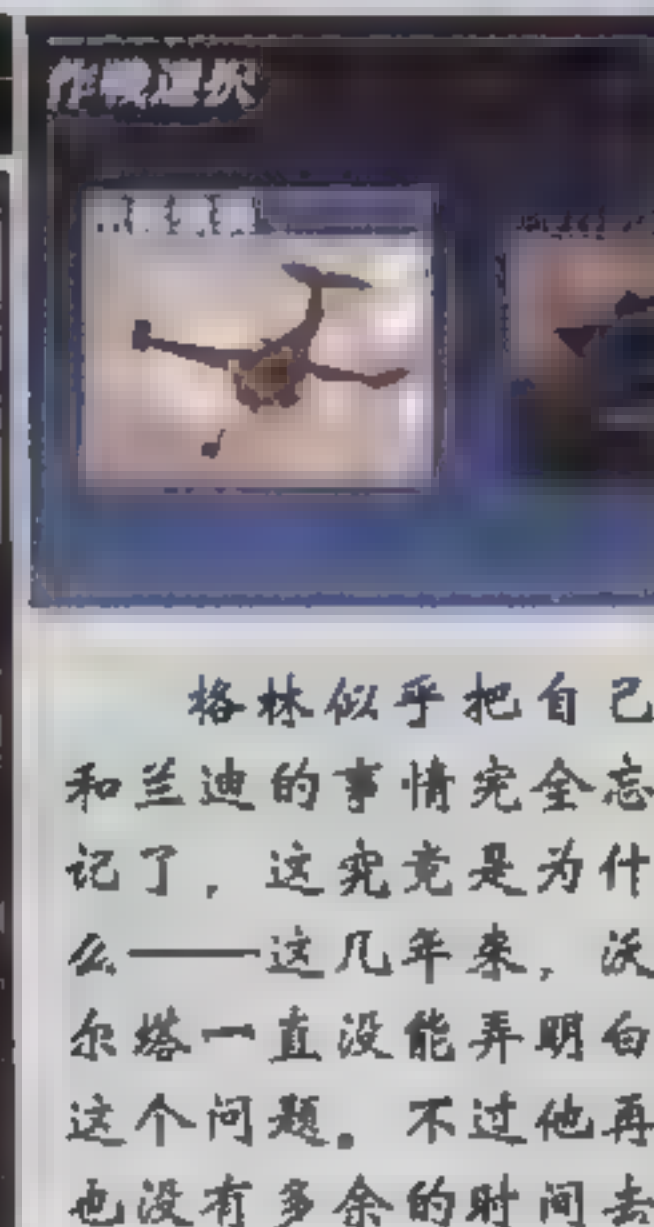 格林似乎把自己
和兰迪的事情完全忘
记了，这究竟是为什
么——这几年来，沃
尔塔一直没能弄明白
这个问题。不过他再
也没有多余的时间去